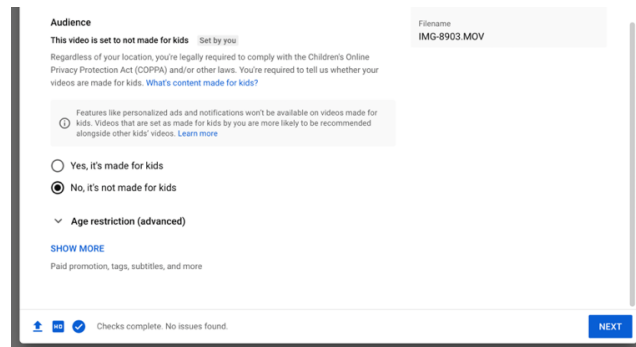 Audience
This video is set to not made for kids Set by you
Regardless of your location, you're legally required to comply with the Children's Online
Privacy Protection Act (COPPA) and/or other laws. You're required to tell us whether your
videos are made for kids. What's content made for kids?
Features like personalized ads and notifications won't be available on videos made for
kids. Videos that are set as made for kids by you are more likely to be recommended
alongside other kids' videos. Learn more
Yes, it's made for kids
No, it's not made for kids
Age restriction (advanced)
SHOW MORE
Paid promotion, tags, subtitles, and more
Filename
IMG-8903.MOV
HD Checks complete. No issues found.
NEXT